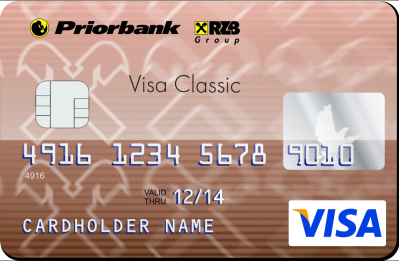 Priorbank RZB
Group
Visa Classic
4916 1234 5678 9010
4916
VALID
THRU 12/14
CARDHOLDER NAME
VISA